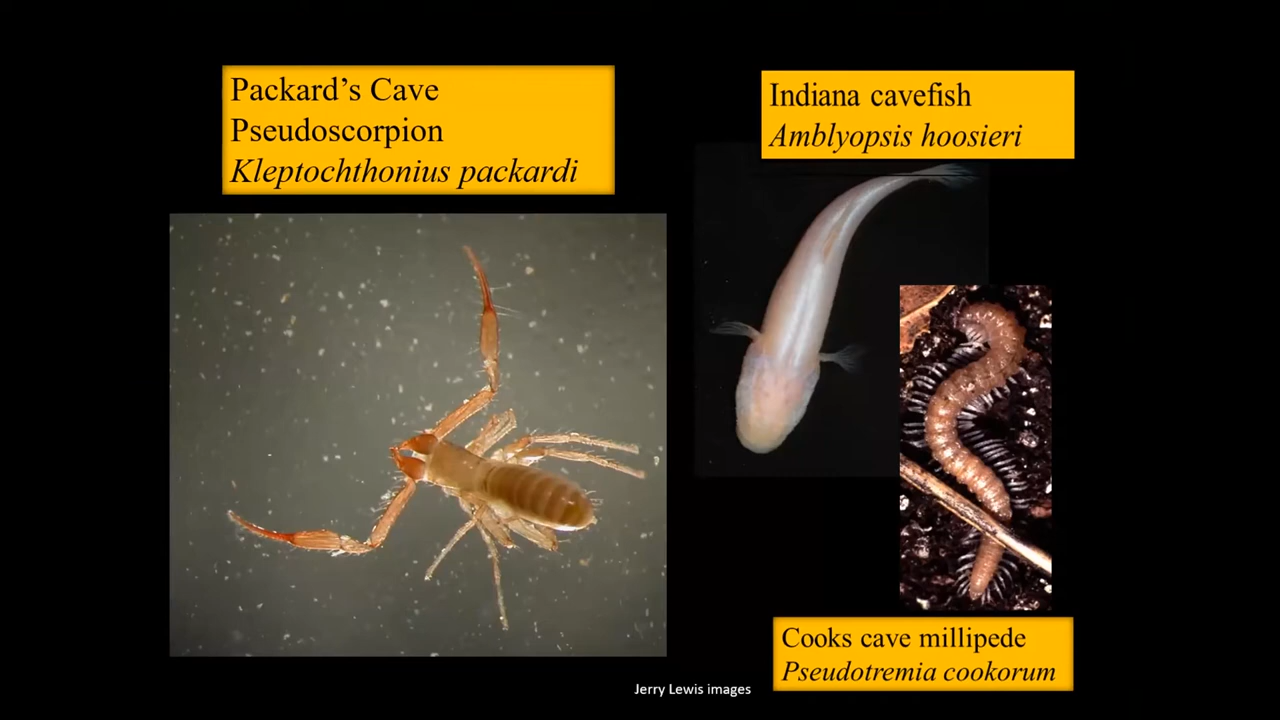 Packard's Cave
Pseudoscorpion
Kleptochthonius packardi
Indiana cavefish
Amblyopsis hoosieri
Cooks cave millipede
Pseudotremia cookorum
Jerry Lewis images